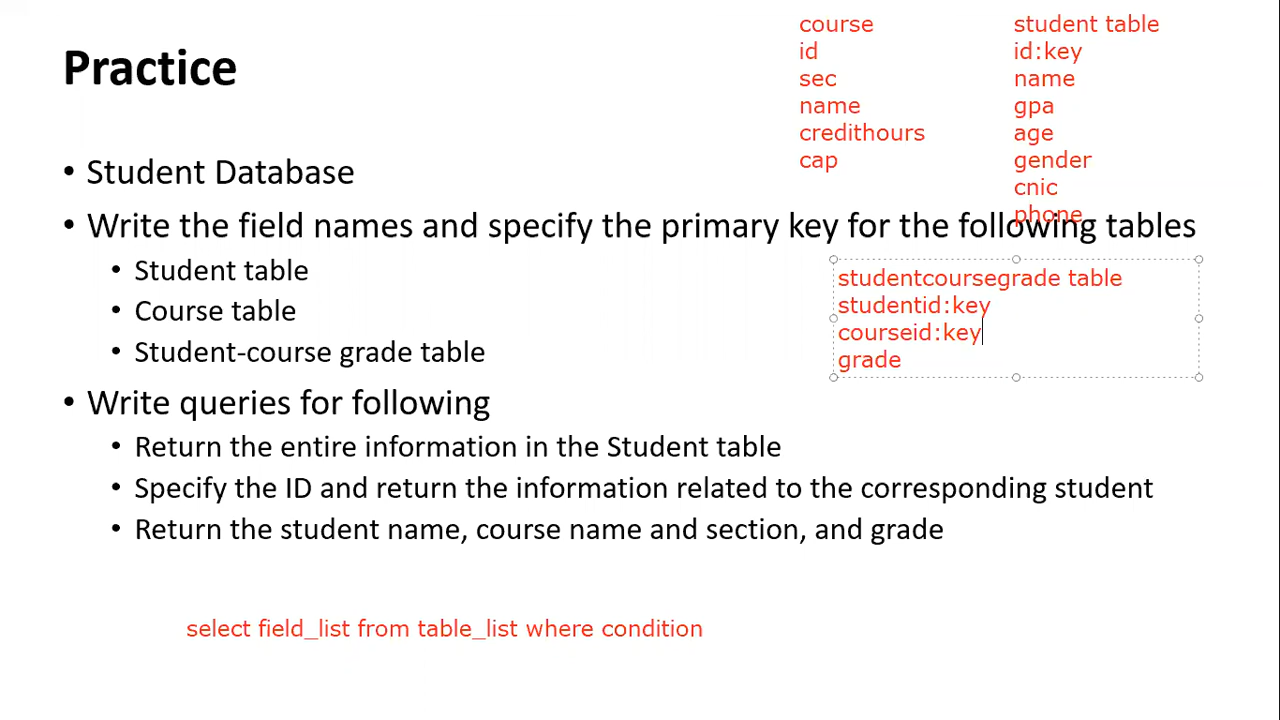 Practice
course
id
sec
name
credithours
cap
student table
id:key
name
gpa
age
gender
cnic
phone
• Student Database
• Write the field names and specify the primary key for the following tables
• Student table
• Course table
• Student-course grade table
studentcoursegrade table
studentid:key
courseid:key
grade
• Write queries for following
• Return the entire information in the Student table
• Specify the ID and return the information related to the corresponding student
• Return the student name, course name and section, and grade
select field_list from table_list where condition